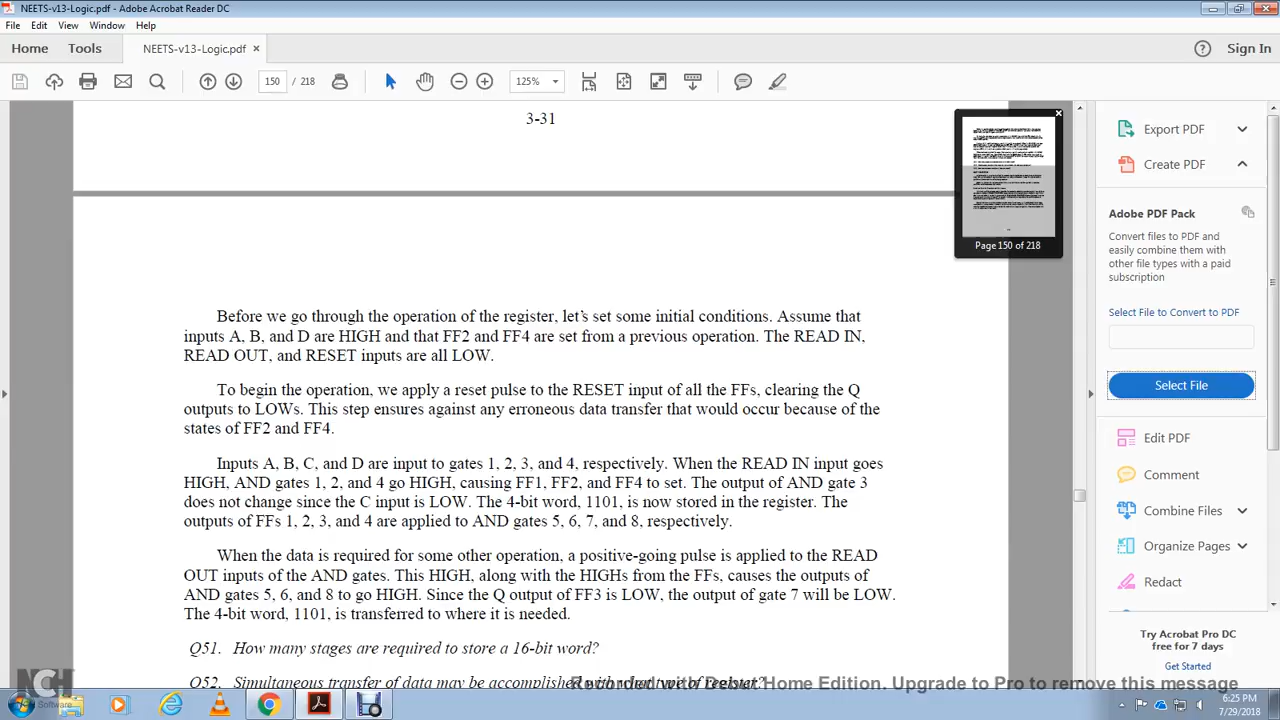 NEETS-v13-Logic.pdf - Adobe Acrobat Reader DC
File Edit View Window Help
Home Tools NEETS-v13-Logic.pdf × Sign In
150 / 218 125%
3-31
Page 150 of 218
Before we go through the operation of the register, let's set some initial conditions. Assume that
inputs A, B, and D are HIGH and that FF2 and FF4 are set from a previous operation. The READ IN,
READ OUT, and RESET inputs are all LOW.
To begin the operation, we apply a reset pulse to the RESET input of all the FFs, clearing the Q
outputs to LOWs. This step ensures against any erroneous data transfer that would occur because of the
states of FF2 and FF4.
Inputs A, B, C, and D are input to gates 1, 2, 3, and 4, respectively. When the READ IN input goes
HIGH, AND gates 1, 2, and 4 go HIGH, causing FF1, FF2, and FF4 to set. The output of AND gate 3
does not change since the C input is LOW. The 4-bit word, 1101, is now stored in the register. The
outputs of FFs 1, 2, 3, and 4 are applied to AND gates 5, 6, 7, and 8, respectively.
When the data is required for some other operation, a positive-going pulse is applied to the READ
OUT inputs of the AND gates. This HIGH, along with the HIGHs from the FFs, causes the outputs of
AND gates 5, 6, and 8 to go HIGH. Since the Q output of FF3 is LOW, the output of gate 7 will be LOW.
The 4-bit word, 1101, is transferred to where it is needed.
Q51. How many stages are required to store a 16-bit word?
Q52. Simultaneous transfer of data may be accomplished with what type of register?
Export PDF
Create PDF
Adobe PDF Pack
Convert files to PDF and
easily combine them with
other file types with a paid
subscription
Select File to Convert to PDF
Select File
Edit PDF
Comment
Combine Files
Organize Pages
Redact
Try Acrobat Pro DC
free for 7 days
Get Started
NCH
Software
Home Edition, Upgrade to Pro to remove this message
6:25 PM
7/29/2018